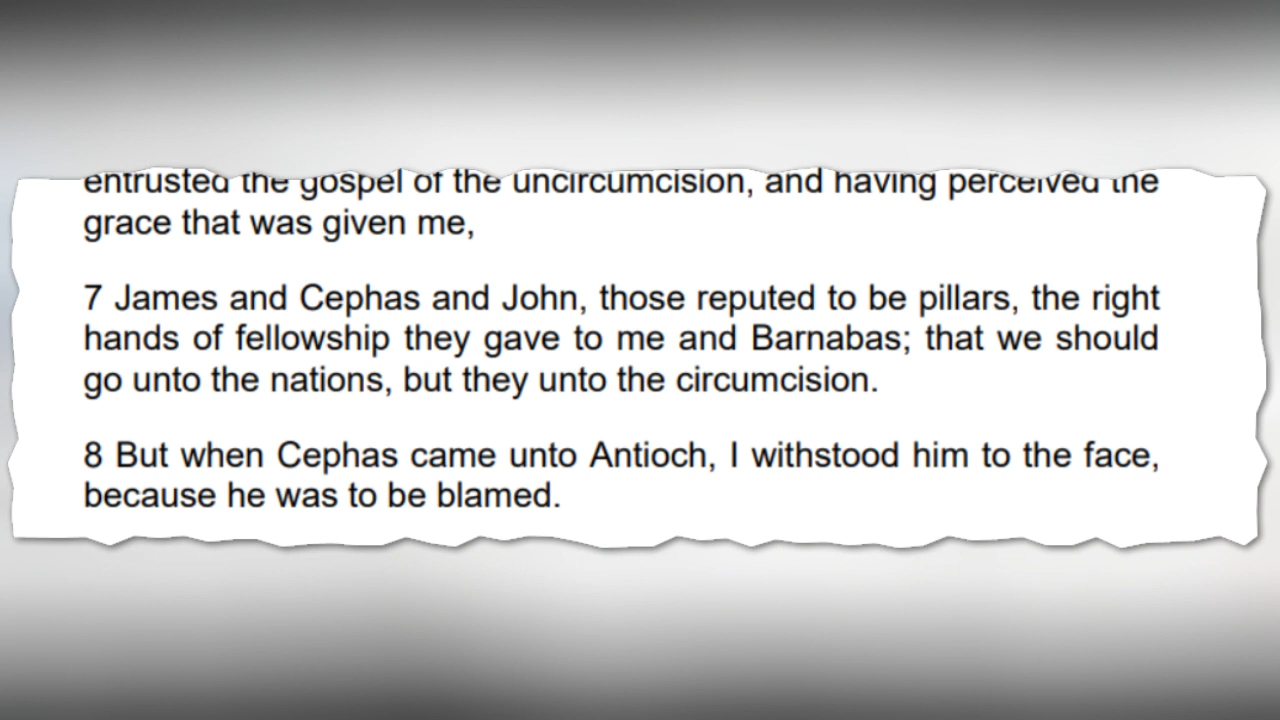 entrusted the gospel of the uncircumcision, and having perceived the
grace that was given me,
7 James and Cephas and John, those reputed to be pillars, the right
hands of fellowship they gave to me and Barnabas; that we should
go unto the nations, but they unto the circumcision.
8 But when Cephas came unto Antioch, I withstood him to the face,
because he was to be blamed.